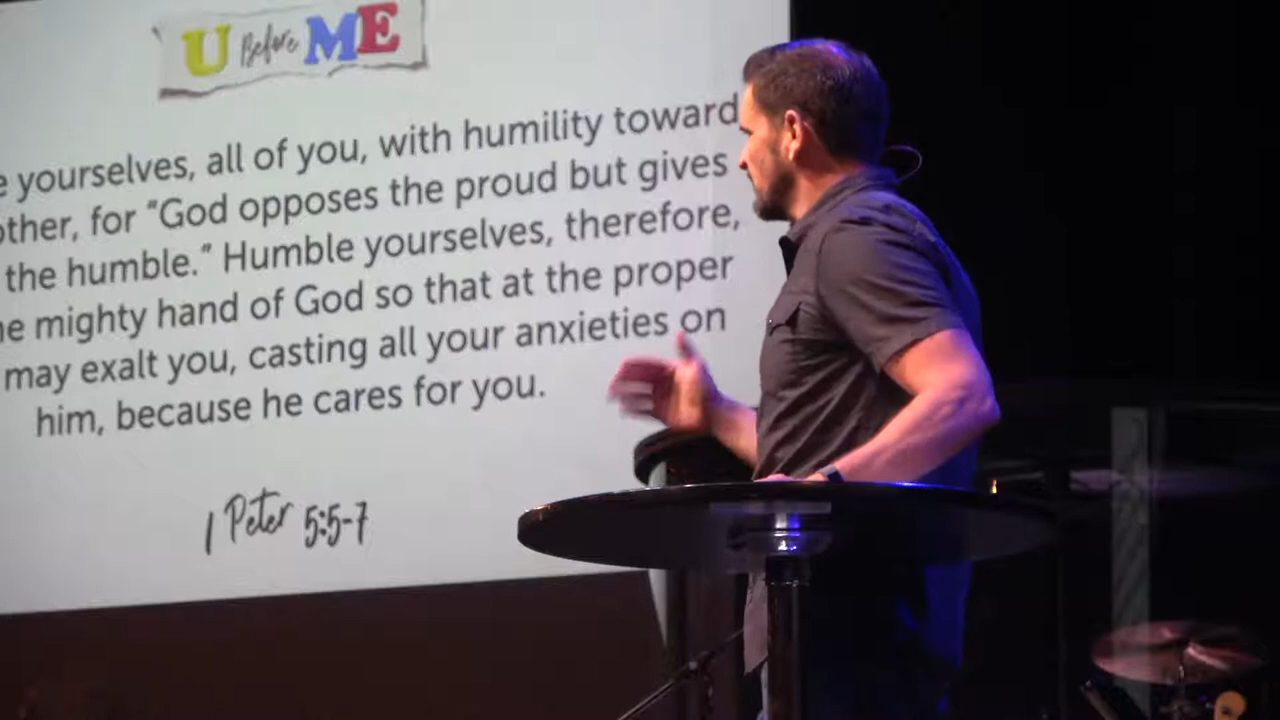 U Before ME
yourselves, all of you, with humility toward
for “God opposes the proud but gives
the humble.” Humble yourselves, therefore,
mighty hand of God so that at the proper
may exalt you, casting all your anxieties on
him, because he cares for you.
1 Peter 5:5-7